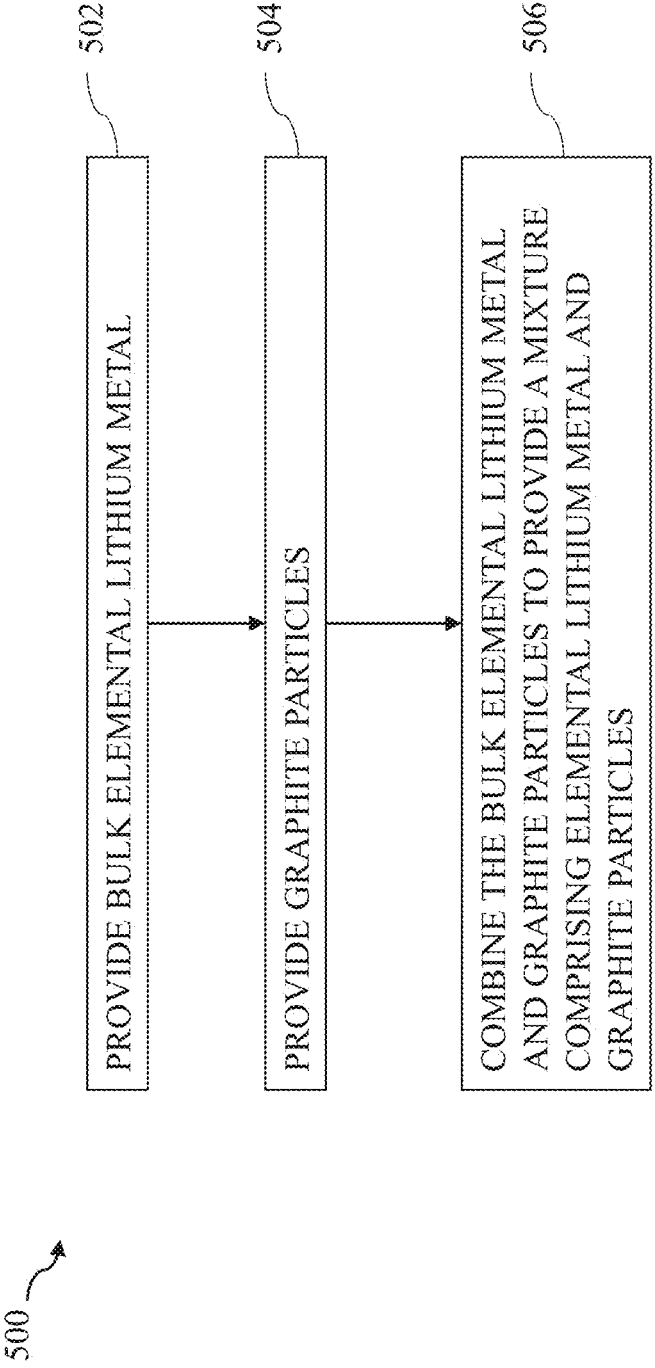 500
PROVIDE BULK ELEMENTAL LITHIUM METAL
502
PROVIDE GRAPHITE PARTICLES
504
COMBINE THE BULK ELEMENTAL LITHIUM METAL
AND GRAPHITE PARTICLES TO PROVIDE A MIXTURE
COMPRISING ELEMENTAL LITHIUM METAL AND
GRAPHITE PARTICLES
506